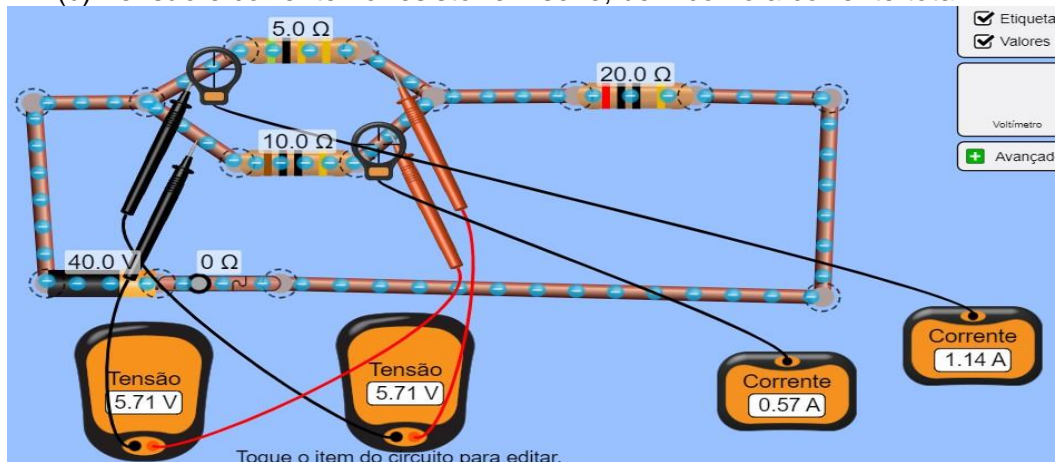 5.0 Ω
Etiqueta
Valores
20.0 Ω
Voltímetro
10.0 Ω
Avançad
40.0 V
0 Ω
Tensão
5.71 V
Tensão
5.71 V
Corrente
0.57 A
Corrente
1.14 A
Toque o item do circuito para editar.